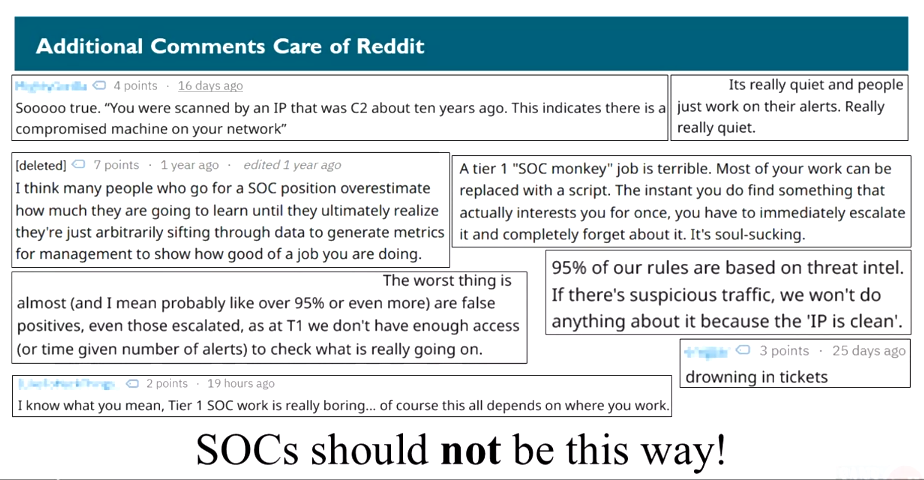 Additional Comments Care of Reddit
4 points · 16 days ago
Sooooo true. “You were scanned by an IP that was C2 about ten years ago. This indicates there is a
compromised machine on your network”
Its really quiet and people
just work on their alerts. Really
really quiet.
[deleted] 7 points · 1 year ago · edited 1 year ago
I think many people who go for a SOC position overestimate
how much they are going to learn until they ultimately realize
they're just arbitrarily sifting through data to generate metrics
for management to show how good of a job you are doing.
A tier 1 "SOC monkey" job is terrible. Most of your work can be
replaced with a script. The instant you do find something that
actually interests you for once, you have to immediately escalate
it and completely forget about it. It's soul-sucking.
The worst thing is
almost (and I mean probably like over 95% or even more) are false
positives, even those escalated, as at T1 we don't have enough access
(or time given number of alerts) to check what is really going on.
95% of our rules are based on threat intel.
If there's suspicious traffic, we won't do
anything about it because the 'IP is clean'.
3 points · 25 days ago
drowning in tickets
2 points · 19 hours ago
I know what you mean, Tier 1 SOC work is really boring... of course this all depends on where you work.
SOCs should not be this way!